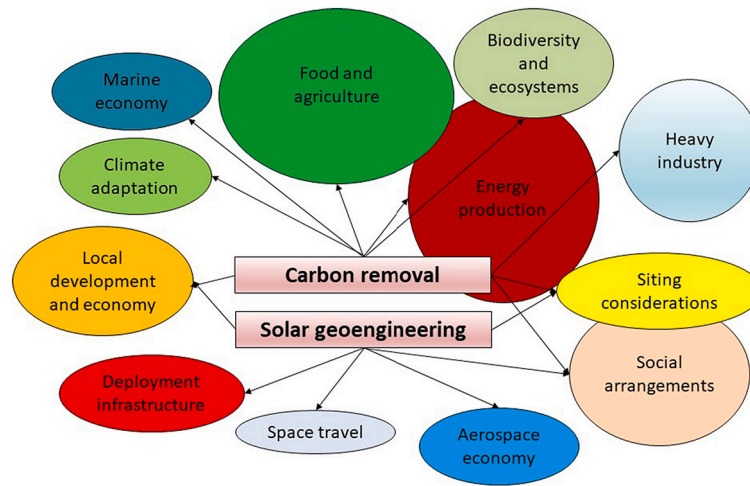 Marine
economy
Food and
agriculture
Biodiversity
and
ecosystems
Heavy
industry
Climate
adaptation
Energy
production
Local
development
and economy
Carbon removal
Siting
considerations
Solar geoengineering
Social
arrangements
Deployment
infrastructure
Space travel
Aerospace
economy